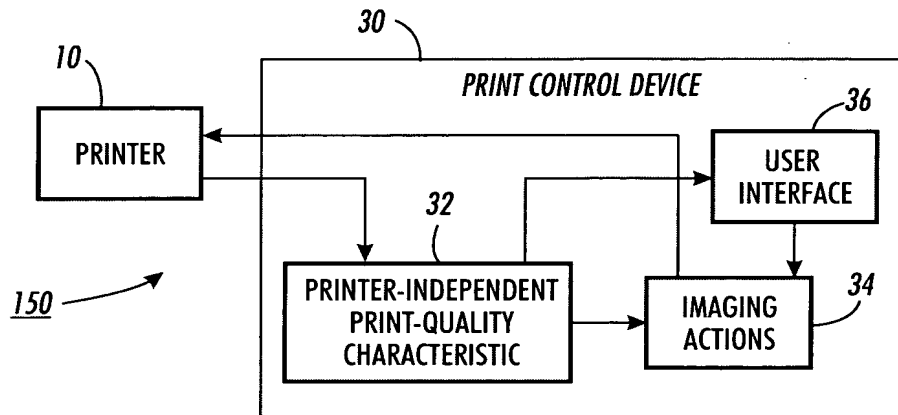 30
10
PRINT CONTROL DEVICE
36
PRINTER
USER
INTERFACE
32
150
PRINTER-INDEPENDENT
PRINT-QUALITY
CHARACTERISTIC
IMAGING
ACTIONS
34